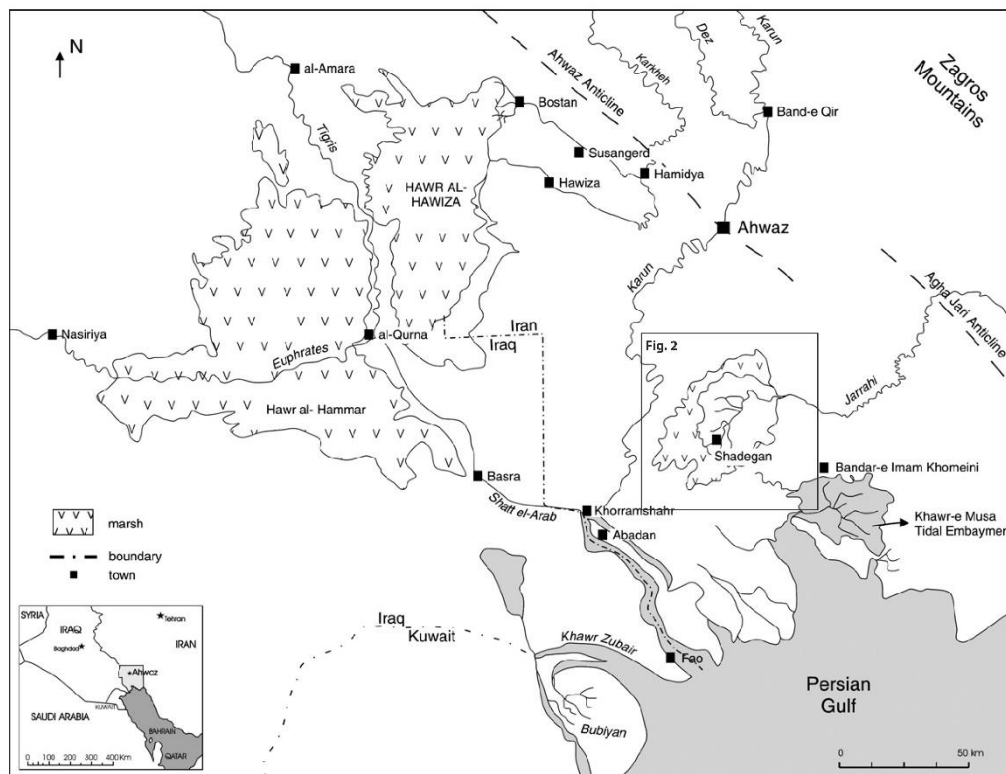 N
al-Amara
Tigris
HAWR AL-
HAWIZA
Bostan
Ahwaz Anticline
Karkheh
Dez
Karun
Zagros
Mountains
Band-e Qir
Susangerd
Hawiza
Hamidya
Ahwaz
Karun
Agha Jari Anticline
Nasiriya
Euphrates
al-Qurna
Iran
Iraq
Fig. 2
Jarrahi
Hawr al- Hammar
Shadegan
Bandar-e Imam Khomeini
Basra
Shatt el-Arab
Khorramshahr
Abadan
Khawr-e Musa
Tidal Embaymer
marsh
boundary
town
Iraq
Kuwait
Khawr Zubair
Fao
Bubiyan
Persian
Gulf
0 50 km
SYRIA
IRAQ
Baghdad
Tehran
IRAN
Ahwcz
KUWAIT
SAUDI ARABIA
BAHRAIN
QATAR
0 100 200 300 400Km